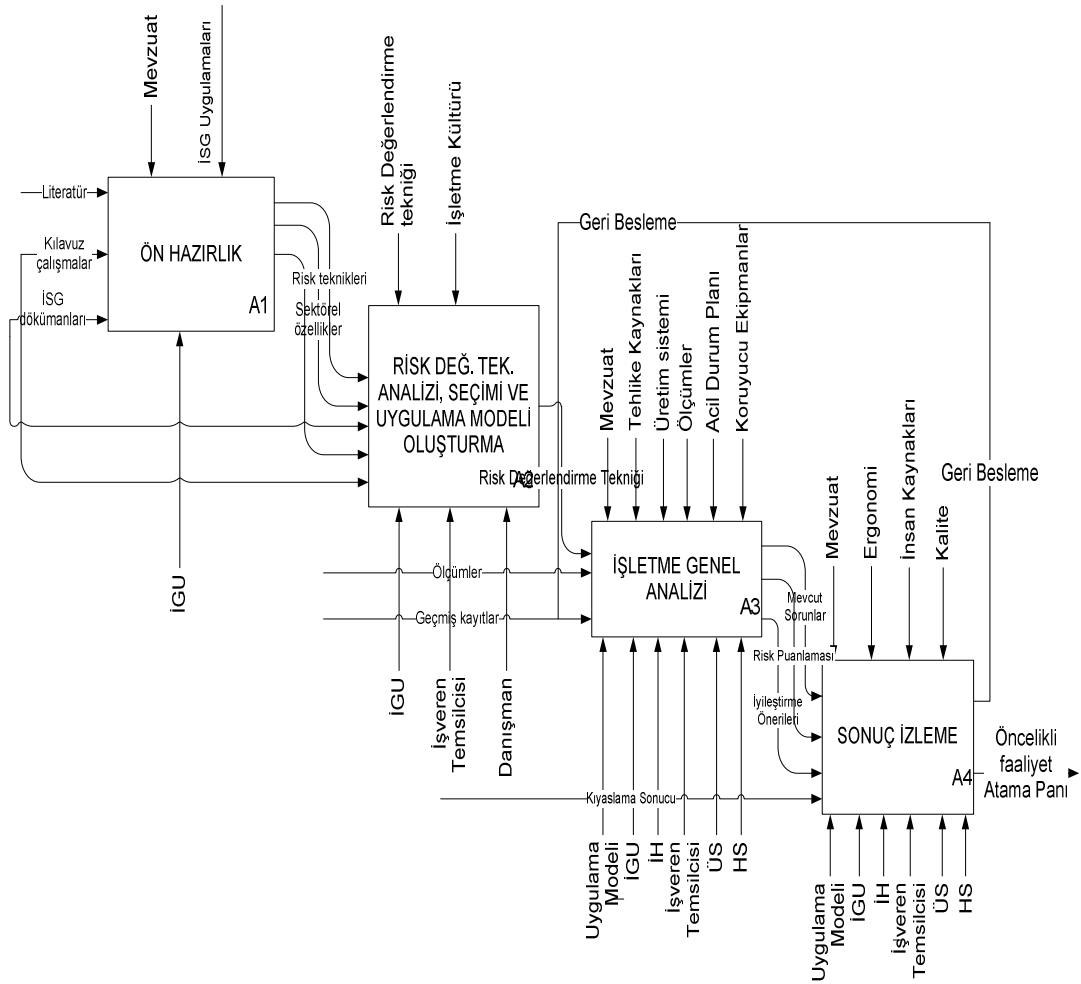 Mevzuat
İSG Uygulamaları
Literatür
Kılavuz
çalışmalar
İSG
dökümanları
ÖN HAZIRLIK
A1
İGU
Risk teknikleri
Sektörel
özellikler
Risk Değerlendirme
tekniği
İşletme Kültürü
RİSK DEĞ. TEK.
ANALİZİ, SEÇİMİ VE
UYGULAMA MODELİ
OLUŞTURMA
A2
Risk Değerlendirme Tekniği
İGU
İşveren
Temsilcisi
Danışman
Geri Besleme
Mevzuat
Tehlike Kaynakları
Üretim sistemi
Ölçümler
Acil Durum Planı
Koruyucu Ekipmanlar
Ölçümler
Geçmiş kayıtlar
İŞLETME GENEL
ANALİZİ
A3
Uygulama
Modeli
İGU
İH
İşveren
Temsilcisi
ÜS
HS
Mevcut
Sorunlar
Risk Puanlaması
İyileştirme
Önerileri
Kıyaslama Sonucu
Geri Besleme
Mevzuat
Ergonomi
İnsan Kaynakları
Kalite
SONUÇ İZLEME
A4
Öncelikli
faaliyet
Atama Panı
Uygulama
Modeli
İGU
İH
İşveren
Temsilcisi
ÜS
HS